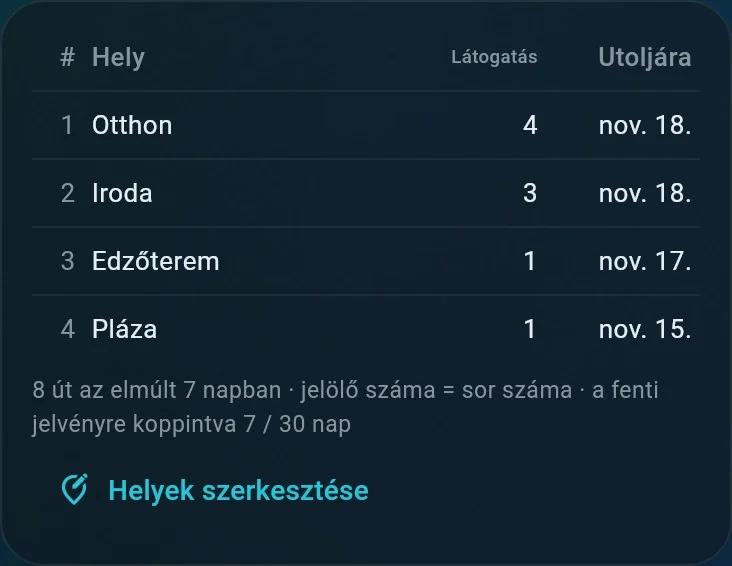 # Hely Látogatás Utoljára
1 Otthon 4 nov. 18.
2 Iroda 3 nov. 18.
3 Edzőterem 1 nov. 17.
4 Pláza 1 nov. 15.
8 út az elmúlt 7 napban · jelölő száma = sor száma · a fenti
jelvényre koppintva 7 / 30 nap
Helyek szerkesztése